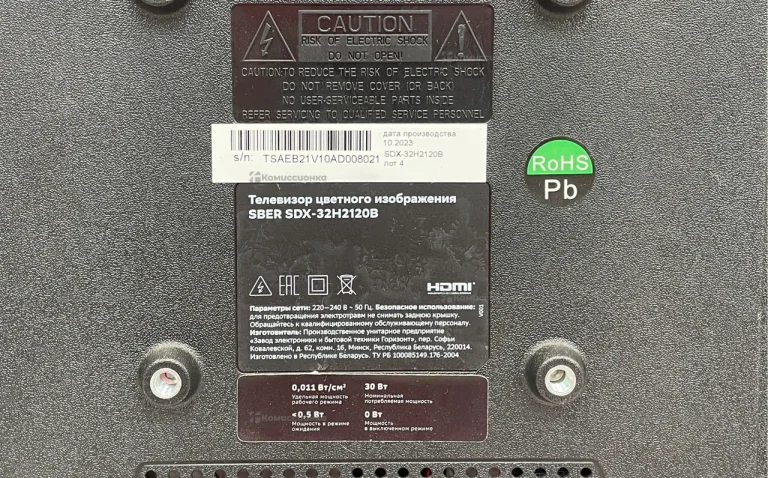 CAUTION
RISK OF ELECTRIC SHOCK
DO NOT OPEN!
CAUTION:TO REDUCE THE RISK OF ELECTRIC SHOCK
DO NOT REMOVE COVER (OR BACK)
NO USER-SERVICEABLE PARTS INSIDE
REFER SERVICING TO QUALIFIED SERVICE PERSONNEL
дата производства
10.2023
SDX-32H2120B
лот 4
s/n: TSAEB21V10AD008021
Комиссионка
RoHS
Pb
Телевизор цветного изображения
SBER SDX-32H2120B
EAC
HDMI
Параметры сети: 220–240 В ~ 50 Гц. Безопасное использование:
для предотвращения электротравм не снимать заднюю крышку.
Обращайтесь к квалифицированному обслуживающему персоналу.
Изготовитель: Производственное унитарное предприятие
«Завод электроники и бытовой техники Горизонт», пер. Софьи
Ковалевской, д. 62, комн. 16, Минск, Республика Беларусь, 220014.
Изготовлено в Республике Беларусь. ТУ РБ 100085149.176-2004
V001
0,011 Вт/см² 30 Вт
Удельная мощность Номинальная
рабочего режима потребляемая мощность
Комиссионка
<0,5 Вт 0 Вт
Мощность в режиме Мощность
ожидания в выключенном режиме